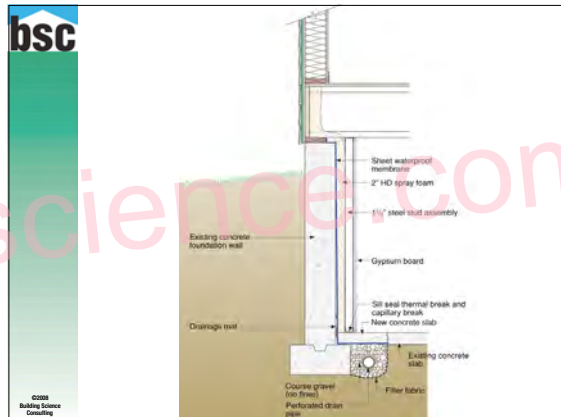 bsc
Sheet waterproof
membrane
2" HD spray foam
1½" steel stud assembly
Existing concrete
foundation wall
Gypsum board
Sill seal thermal break and
capillary break
New concrete slab
Drainage mat
Existing concrete
slab
Course gravel
(no fines)
Filter fabric
Perforated drain
pipe
science.com
©2008
Building Science
Consulting